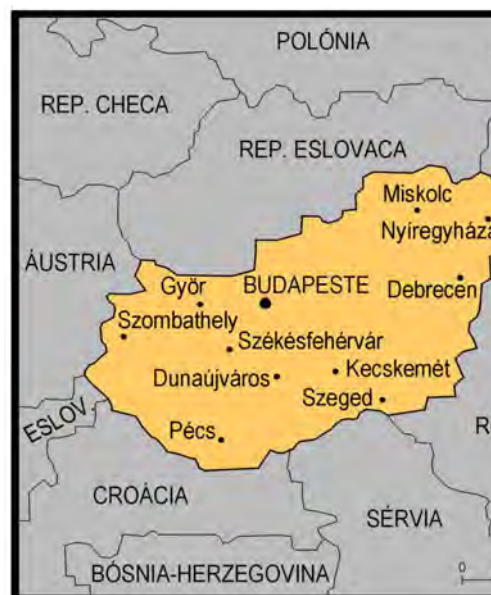 POLÓNIA
REP. CHECA
REP. ESLOVACA
Miskolc
Nyíregyháza
ÁUSTRIA
Győr
BUDAPESTE
Debrecen
Szombathely
Székésfehérvár
Dunaújváros
Kecskemét
Szeged
ESLOV
Pécs
R
CROÁCIA
SÉRVIA
BÓSNIA-HERZEGOVINA
0